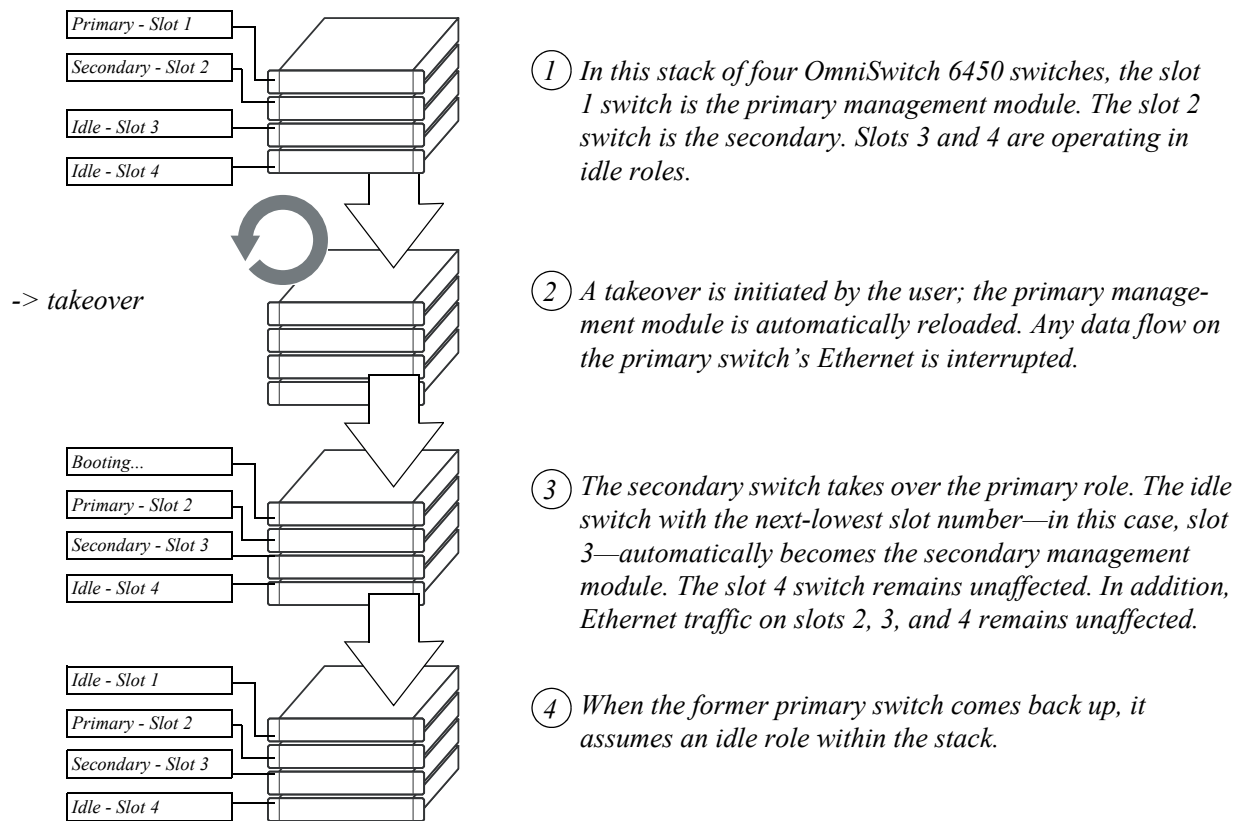 Primary - Slot 1
Secondary - Slot 2
Idle - Slot 3
Idle - Slot 4
1 In this stack of four OmniSwitch 6450 switches, the slot
1 switch is the primary management module. The slot 2
switch is the secondary. Slots 3 and 4 are operating in
idle roles.
-> takeover
2 A takeover is initiated by the user; the primary manage-
ment module is automatically reloaded. Any data flow on
the primary switch’s Ethernet is interrupted.
Booting...
Primary - Slot 2
Secondary - Slot 3
Idle - Slot 4
3 The secondary switch takes over the primary role. The idle
switch with the next-lowest slot number—in this case, slot
3—automatically becomes the secondary management
module. The slot 4 switch remains unaffected. In addition,
Ethernet traffic on slots 2, 3, and 4 remains unaffected.
Idle - Slot 1
Primary - Slot 2
Secondary - Slot 3
Idle - Slot 4
4 When the former primary switch comes back up, it
assumes an idle role within the stack.